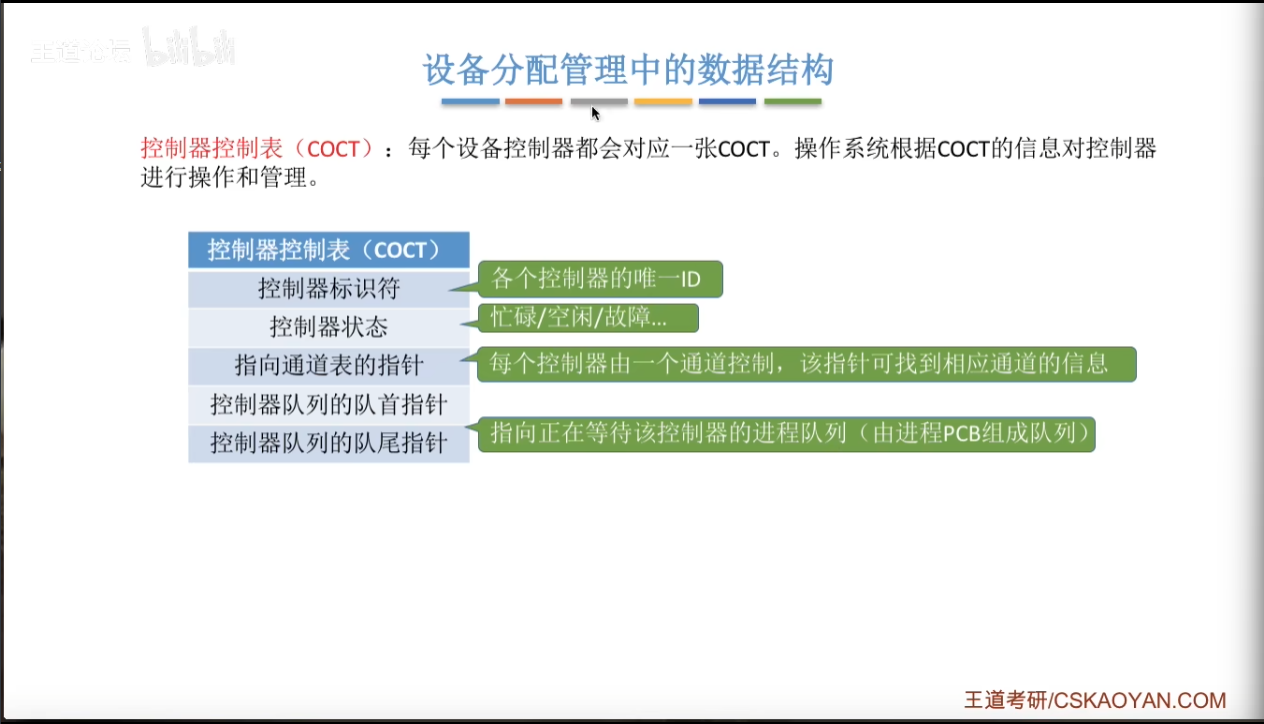 王道论坛 bilibili
设备分配管理中的数据结构
控制器控制表（COCT）：每个设备控制器都会对应一张COCT。操作系统根据COCT的信息对控制器
进行操作和管理。
控制器控制表（COCT）
控制器标识符
各个控制器的唯一ID
控制器状态
忙碌/空闲/故障...
指向通道表的指针
每个控制器由一个通道控制，该指针可找到相应通道的信息
控制器队列的队首指针
控制器队列的队尾指针
指向正在等待该控制器的进程队列（由进程PCB组成队列）
王道考研/CSKAOYAN.COM